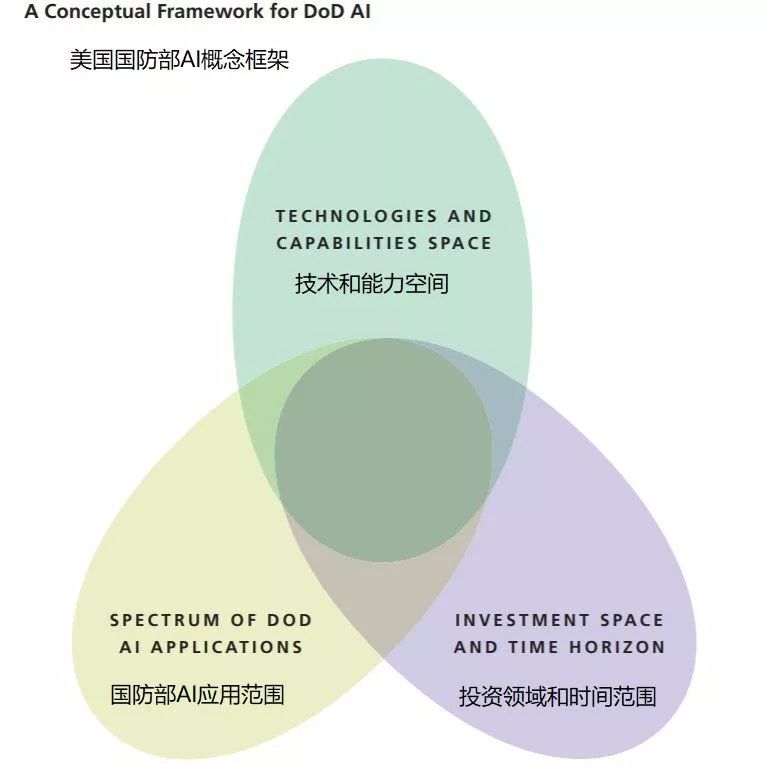 A Conceptual Framework for DoD AI
美国国防部AI概念框架
TECHNOLOGIES AND
CAPABILITIES SPACE
技术和能力空间
SPECTRUM OF DOD
AI APPLICATIONS
国防部AI应用范围
INVESTMENT SPACE
AND TIME HORIZON
投资领域和时间范围